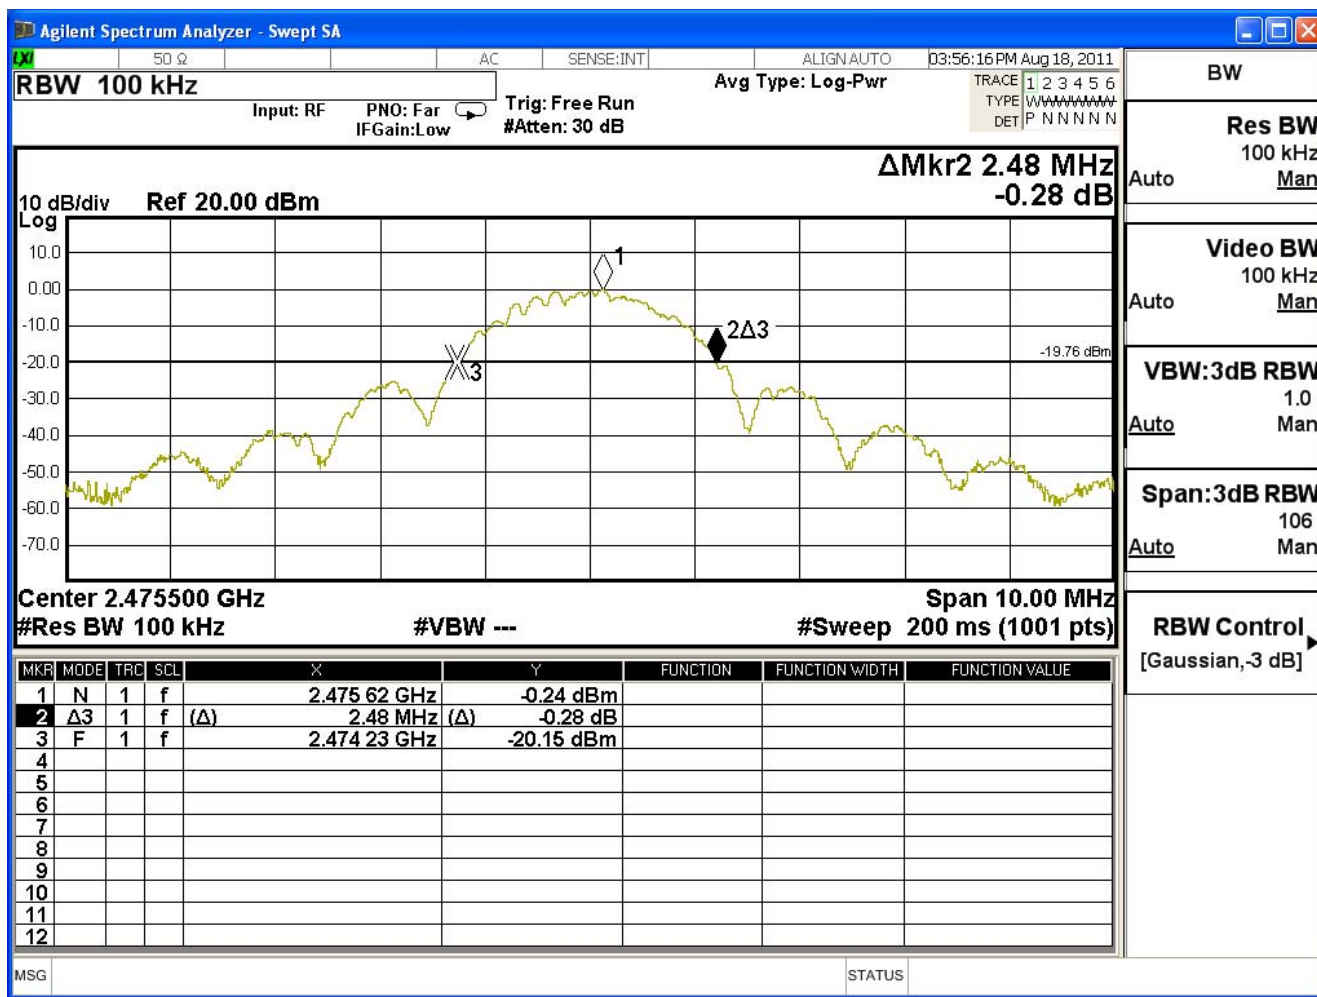 Agilent Spectrum Analyzer - Swept SA
LXI 50 Ω AC SENSE:INT ALIGN AUTO 03:56:16 PM Aug 18, 2011
RBW 100 kHz
Input: RF PNO: Far IFGain:Low
Trig: Free Run
#Atten: 30 dB
Avg Type: Log-Pwr
TRACE 1 2 3 4 5 6
TYPE
DET P N N N N N
ΔMkr2 2.48 MHz
-0.28 dB
10 dB/div Ref 20.00 dBm
Log
10.0
0.00
-10.0
-20.0
-30.0
-40.0
-50.0
-60.0
-70.0
1
2Δ3
3
-19.76 dBm
Center 2.475500 GHz Span 10.00 MHz
#Res BW 100 kHz #VBW --- #Sweep 200 ms (1001 pts)
MKR MODE TRC SCL X Y FUNCTION FUNCTION WIDTH FUNCTION VALUE
1 N 1 f 2.475 62 GHz -0.24 dBm
2 Δ3 1 f (Δ) 2.48 MHz (Δ) -0.28 dB
3 F 1 f 2.474 23 GHz -20.15 dBm
4
5
6
7
8
9
10
11
12
MSG STATUS
BW
Res BW
100 kHz
Auto Man
Video BW
100 kHz
Auto Man
VBW:3dB RBW
1.0
Auto Man
Span:3dB RBW
106
Auto Man
RBW Control
[Gaussian,-3 dB]